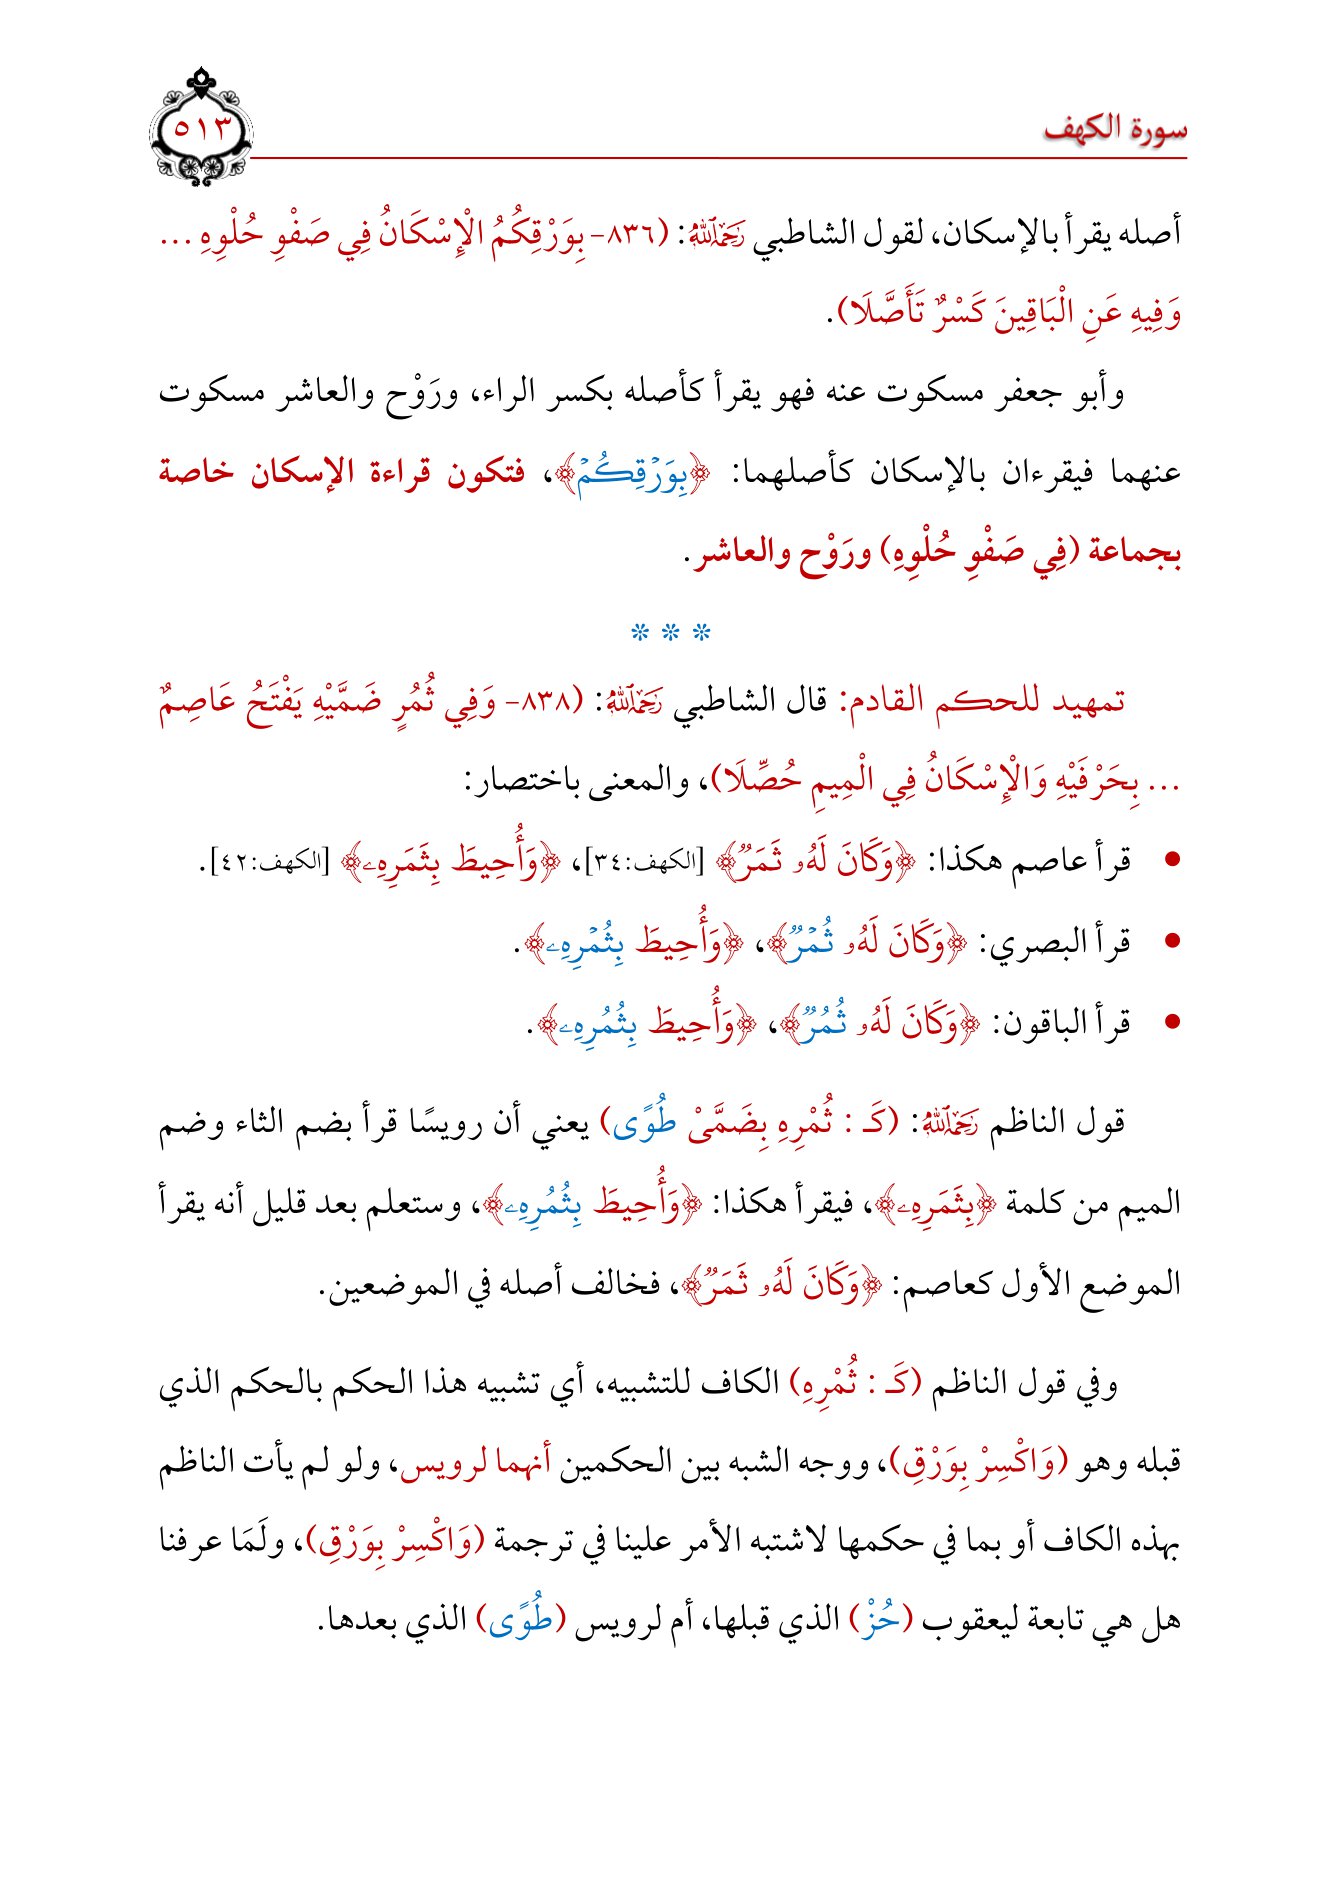 سورة الكهف
٥١٣
أصله يقرأ بالإسكان، لقول الشاطبي رَحِمَهُ ٱللَّهُ: (٨٣٦- بِوَرْقِكُمُ الْإِسْكَانُ فِي صَفْوِ حُلْوِهِ ...
وَفِيهِ عَنِ الْبَاقِينَ كَسْرٌ تَأَصَّلَا).
وأبو جعفر مسكوت عنه فهو يقرأ كأصله بكسر الراء، ورَوْح والعاشر مسكوت
عنهما فيقرءان بالإسكان كأصلهما: ﴿بِوَرۡقِكُمۡ﴾، فتكون قراءة الإسكان خاصة
بجماعة (فِي صَفْوِ حُلْوِهِ) ورَوْح والعاشر.
* * *
تمهيد للحكم القادم: قال الشاطبي رَحِمَهُ ٱللَّهُ: (٨٣٨- وَفِي ثُمُرٍ ضَمَّيْهِ يَفْتَحُ عَاصِمٌ
... بِحَرْفَيْهِ وَالْإِسْكَانُ فِي الْمِيمِ حُصِّلَا)، والمعنى باختصار:
• قرأ عاصم هكذا: ﴿وَكَانَ لَهُۥ ثَمَرٞ﴾ [الكهف:٣٤]، ﴿وَأُحِيطَ بِثَمَرِهِۦ﴾ [الكهف:٤٢].
• قرأ البصري: ﴿وَكَانَ لَهُۥ ثُمۡرٞ﴾، ﴿وَأُحِيطَ بِثُمۡرِهِۦ﴾.
• قرأ الباقون: ﴿وَكَانَ لَهُۥ ثُمُرٞ﴾، ﴿وَأُحِيطَ بِثُمُرِهِۦ﴾.
قول الناظم رَحِمَهُ ٱللَّهُ: (كَـ : ثُمْرِهِ بِضَمَّيْ طُوًى) يعني أن رويسًا قرأ بضم الثاء وضم
الميم من كلمة ﴿بِثَمَرِهِۦ﴾، فيقرأ هكذا: ﴿وَأُحِيطَ بِثُمُرِهِۦ﴾، وستعلم بعد قليل أنه يقرأ
الموضع الأول كعاصم: ﴿وَكَانَ لَهُۥ ثَمَرٞ﴾، فخالف أصله في الموضعين.
وفي قول الناظم (كَـ : ثُمْرِهِ) الكاف للتشبيه، أي تشبيه هذا الحكم بالحكم الذي
قبله وهو (وَاكْسِرْ بِوَرْقِ)، ووجه الشبه بين الحكمين أنهما لرويس، ولو لم يأت الناظم
بهذه الكاف أو بما في حكمها لاشتبه الأمر علينا في ترجمة (وَاكْسِرْ بِوَرْقِ)، ولَمَا عرفنا
هل هي تابعة ليعقوب (حُزْ) الذي قبلها، أم لرويس (طُوًى) الذي بعدها.